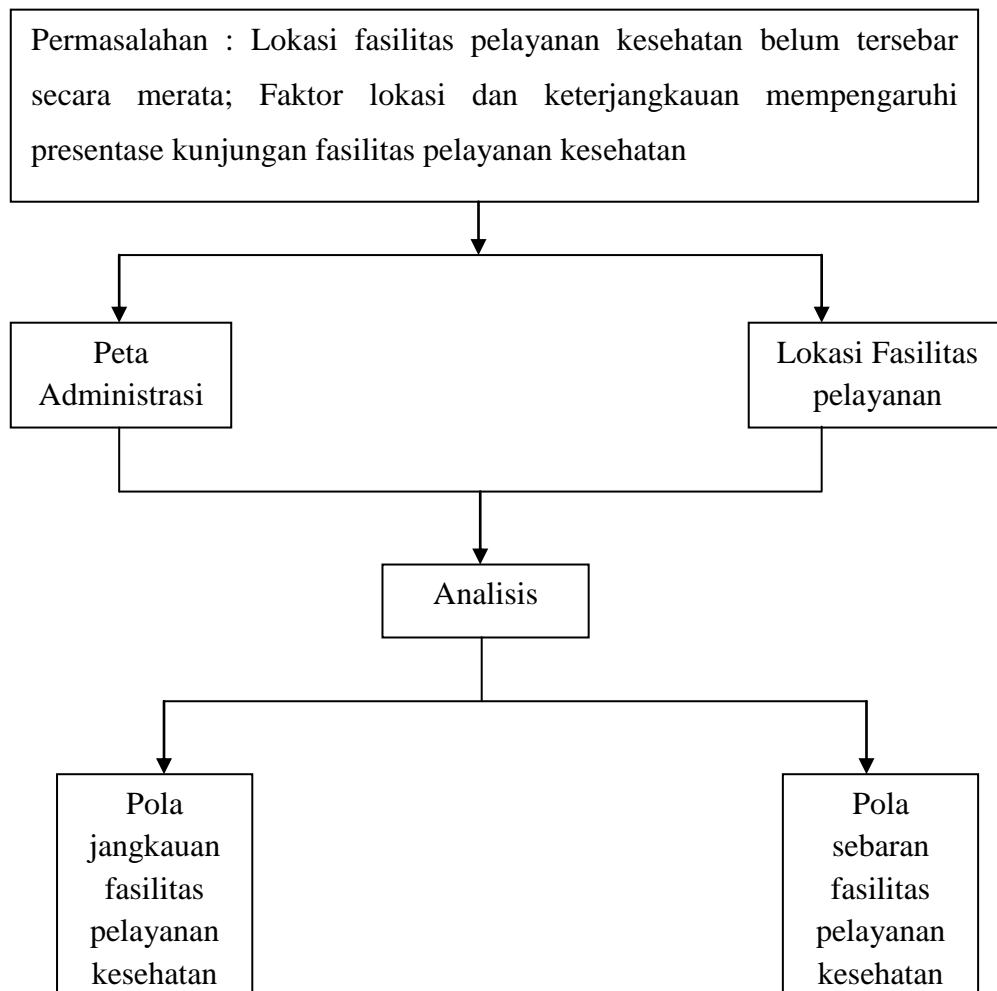 Permasalahan : Lokasi fasilitas pelayanan kesehatan belum tersebar
secara merata; Faktor lokasi dan keterjangkauan mempengaruhi
presentase kunjungan fasilitas pelayanan kesehatan
Peta
Administrasi
Lokasi Fasilitas
pelayanan
Analisis
Pola
jangkauan
fasilitas
pelayanan
kesehatan
Pola
sebaran
fasilitas
pelayanan
kesehatan